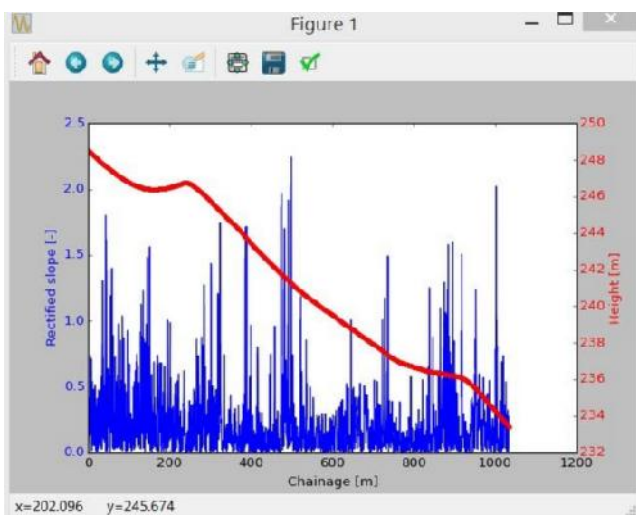 Figure 1
2.5
2.0
1.5
1.0
0.5
0.0
Rectified slope [-]
250
248
246
244
242
240
238
236
234
232
Height [m]
0 200 400 600 800 1000 1200
Chainage [m]
x=202.096 y=245.674